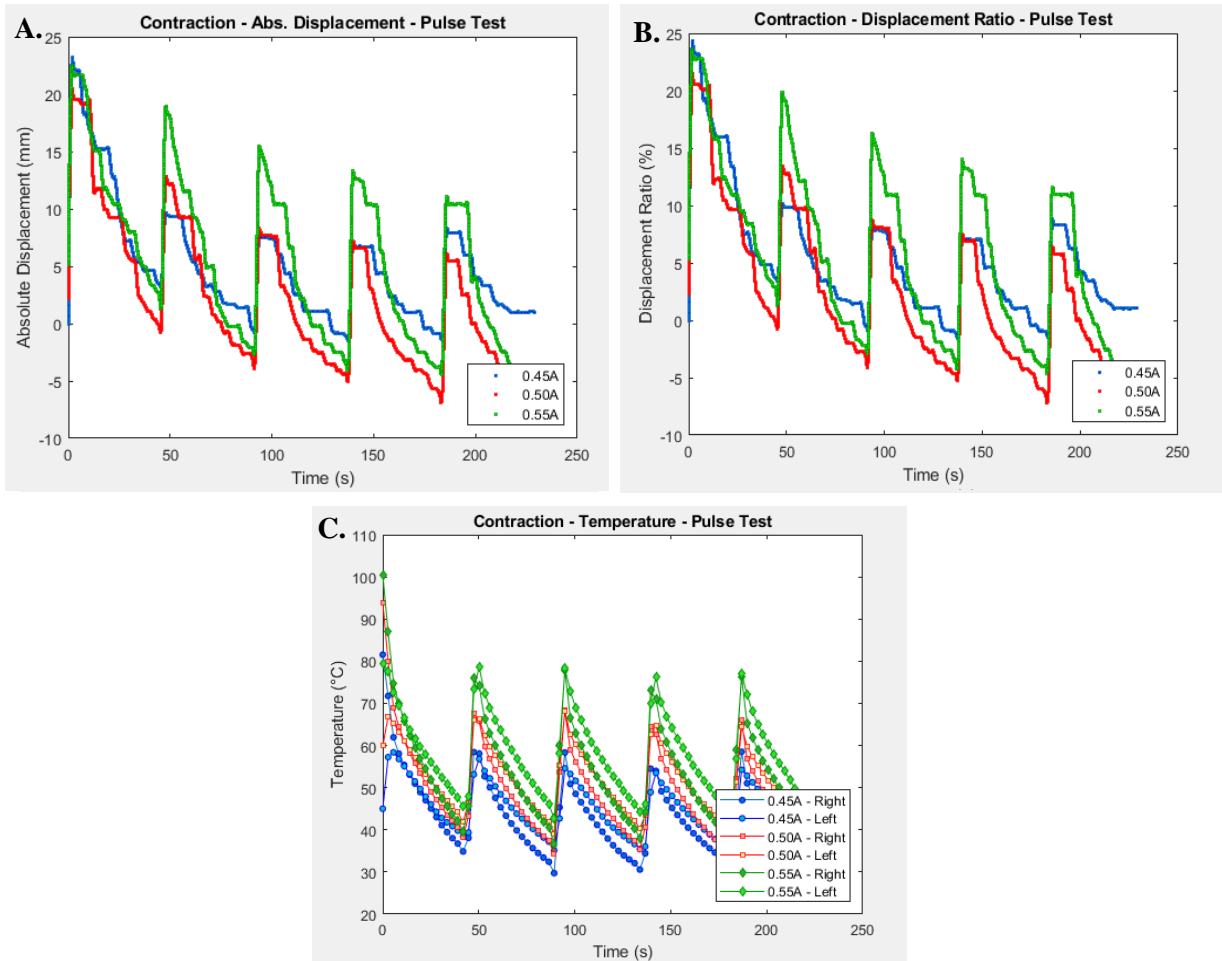 A.
Contraction - Abs. Displacement - Pulse Test
25
20
15
10
5
0
-5
-10
Absolute Displacement (mm)
0
50
100
150
200
250
Time (s)
0.45A
0.50A
0.55A
B.
Contraction - Displacement Ratio - Pulse Test
25
20
15
10
5
0
-5
-10
Displacement Ratio (%)
0
50
100
150
200
250
Time (s)
0.45A
0.50A
0.55A
C.
Contraction - Temperature - Pulse Test
110
100
90
80
70
60
50
40
30
20
Temperature (°C)
0
50
100
150
200
250
Time (s)
0.45A - Right
0.45A - Left
0.50A - Right
0.50A - Left
0.55A - Right
0.55A - Left